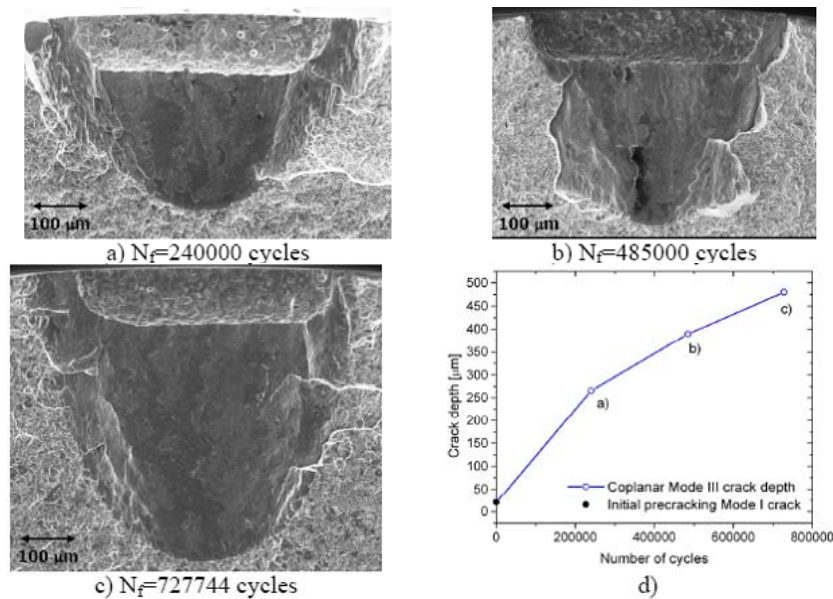 100 μm
100 μm
a) Nf=240000 cycles
b) Nf=485000 cycles
100 μm
c) Nf=727744 cycles
Crack depth [μm]
500
450
400
350
300
250
200
150
100
50
0
a)
b)
c)
Coplanar Mode III crack depth
Initial precracking Mode I crack
0 200000 400000 600000 800000
Number of cycles
d)